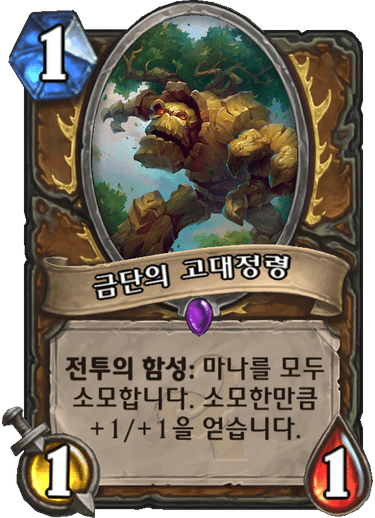 1
금단의 고대정령
전투의 함성: 마나를 모두
소모합니다. 소모한만큼
+1/+1을 얻습니다.
1
1